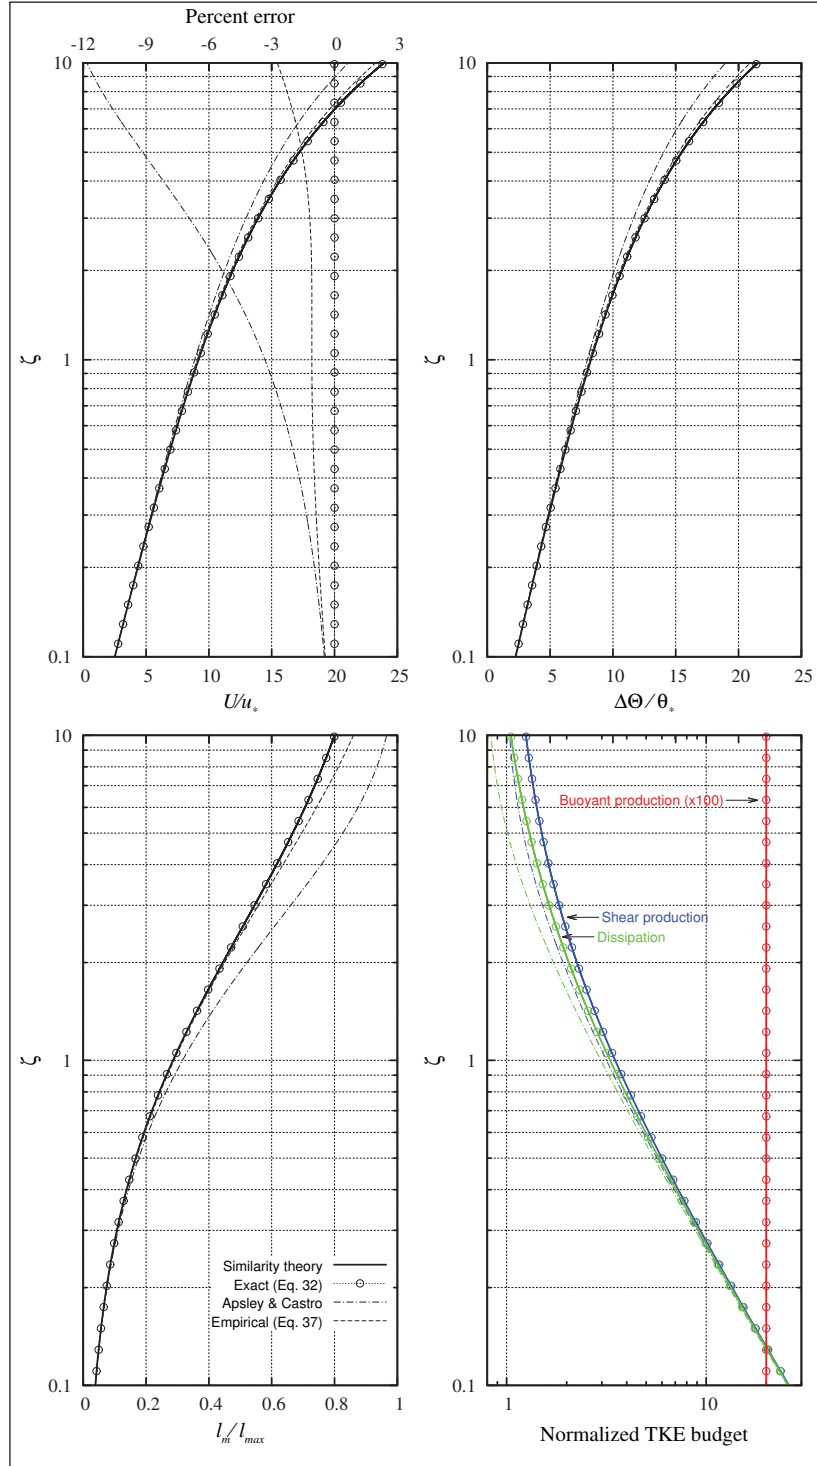 Percent error
-12 -9 -6 -3 0 3
10
1
0.1
ζ
0 5 10 15 20 25
U/u*
10
1
0.1
ζ
0 5 10 15 20 25
ΔΘ/θ*
10
1
0.1
ζ
Similarity theory
Exact (Eq. 32)
Apsley & Castro
Empirical (Eq. 37)
0 0.2 0.4 0.6 0.8 1
lm/lmax
10
1
0.1
ζ
Buoyant production (x100)
Shear production
Dissipation
1 10
Normalized TKE budget